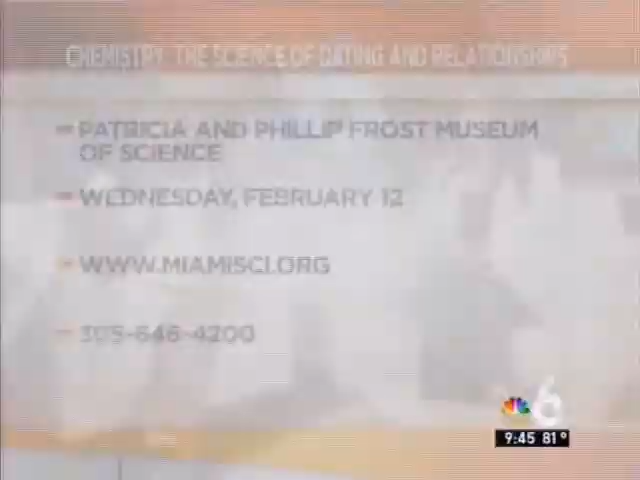 CHEMISTRY: THE SCIENCE OF DATING AND RELATIONSHIPS
PATRICIA AND PHILLIP FROST MUSEUM
OF SCIENCE
WEDNESDAY, FEBRUARY 12
WWW.MIAMISCI.ORG
305-646-4200
6
9:45 81°